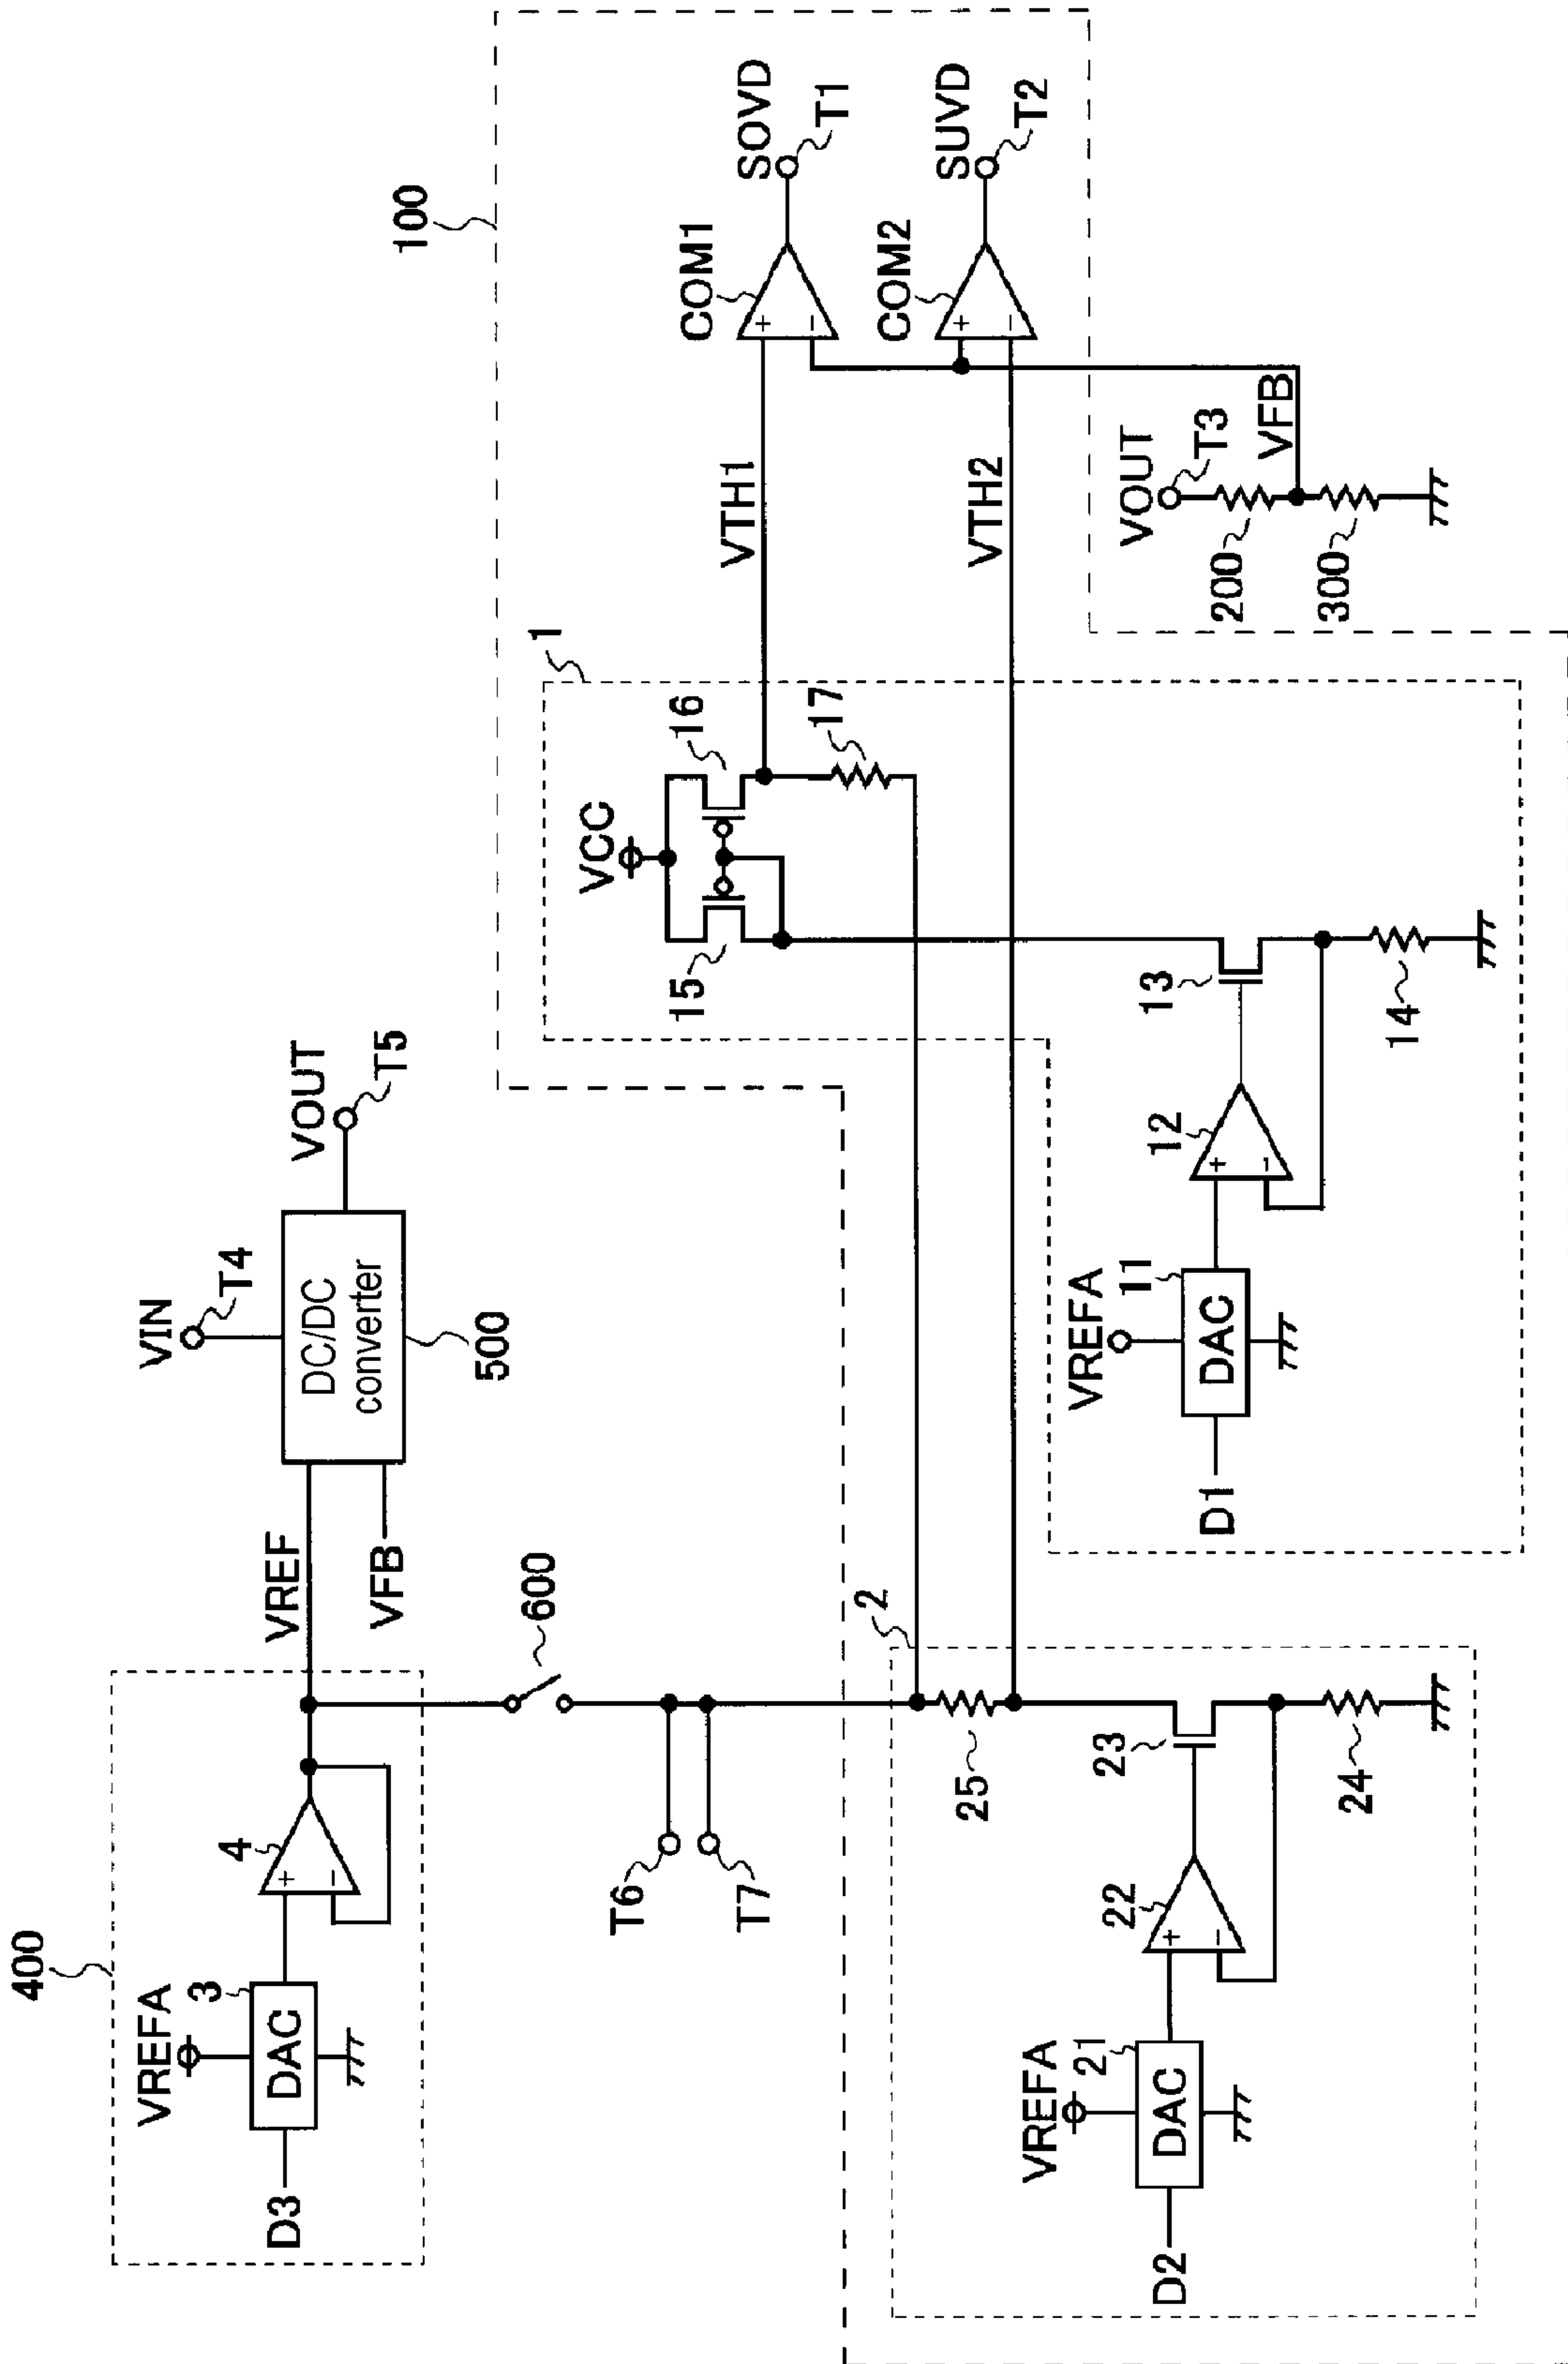 400
VREFA
3
DAC
D3
4
VREF
VFB
VIN
T4
DC/DC
converter
500
VOUT
T5
600
T6
T7
100
2
VREFA
21
DAC
D2
22
23
24
25
1
VCC
15
16
17
VREFA
11
DAC
D1
12
13
14
VTH1
VTH2
COM1
SOVD
T1
COM2
SUVD
T2
VOUT
T3
200
300
VFB
+
−
+
−
+
−
+
−
+
−